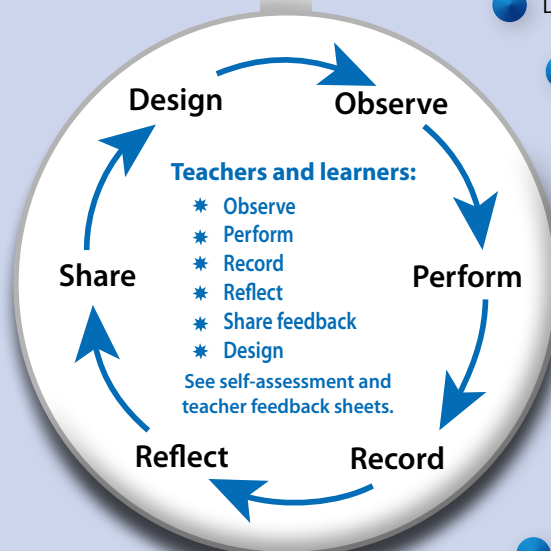 Design
Observe
Teachers and learners:
✷ Observe
✷ Perform
✷ Record
✷ Reflect
✷ Share feedback
✷ Design
See self-assessment and
teacher feedback sheets.
Share
Perform
Reflect
Record